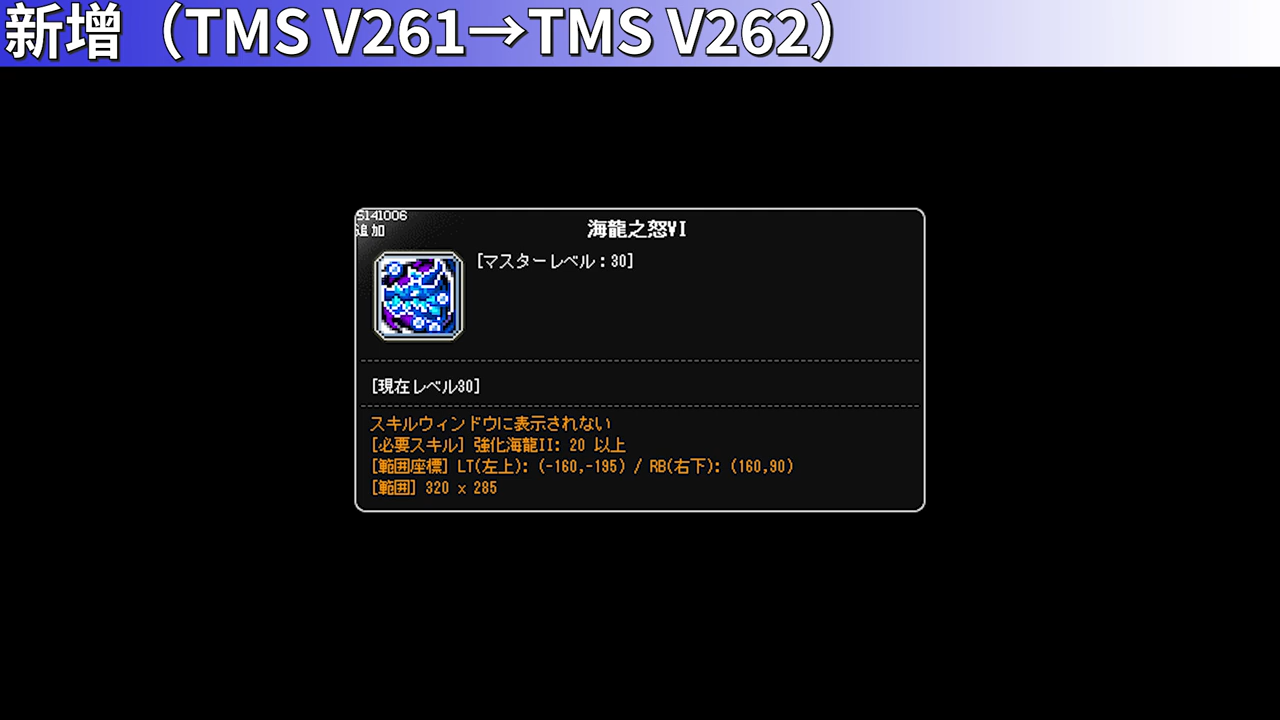 新增（TMS V261→TMS V262）
5141006
追加
海龍之怒VI
[マスターレベル：30]
[現在レベル30]
スキルウィンドウに表示されない
[必要スキル] 強化海龍II: 20 以上
[範囲座標] LT(左上): (-160,-195) / RB(右下): (160,90)
[範囲] 320 x 285